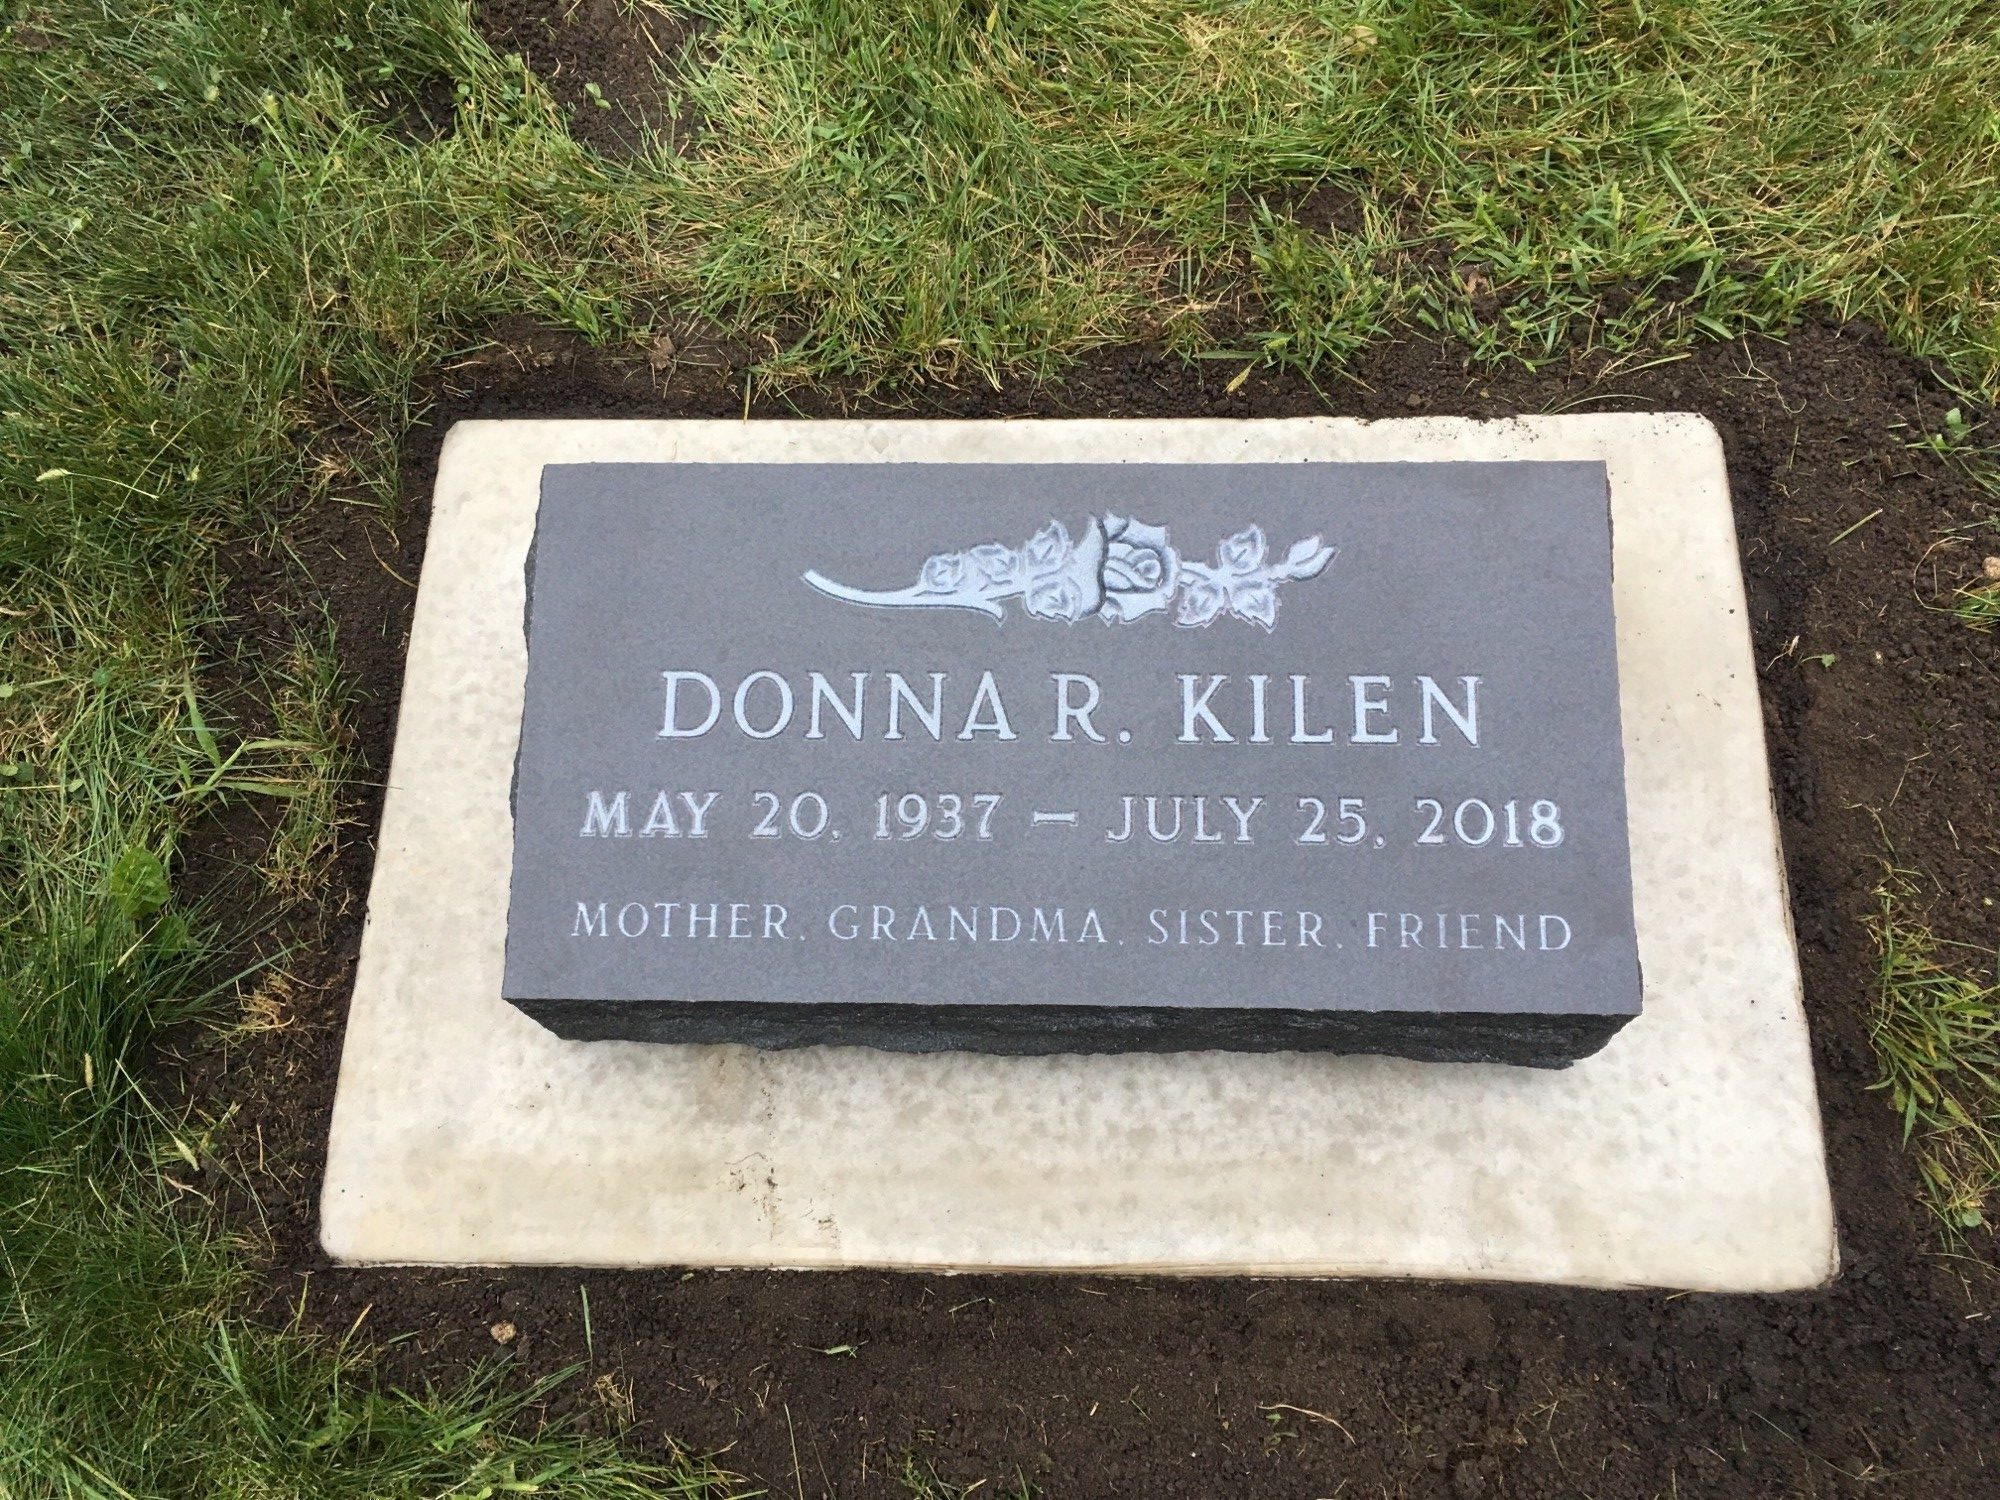 DONNA R. KILEN
MAY 20, 1937 – JULY 25, 2018
MOTHER, GRANDMA, SISTER, FRIEND